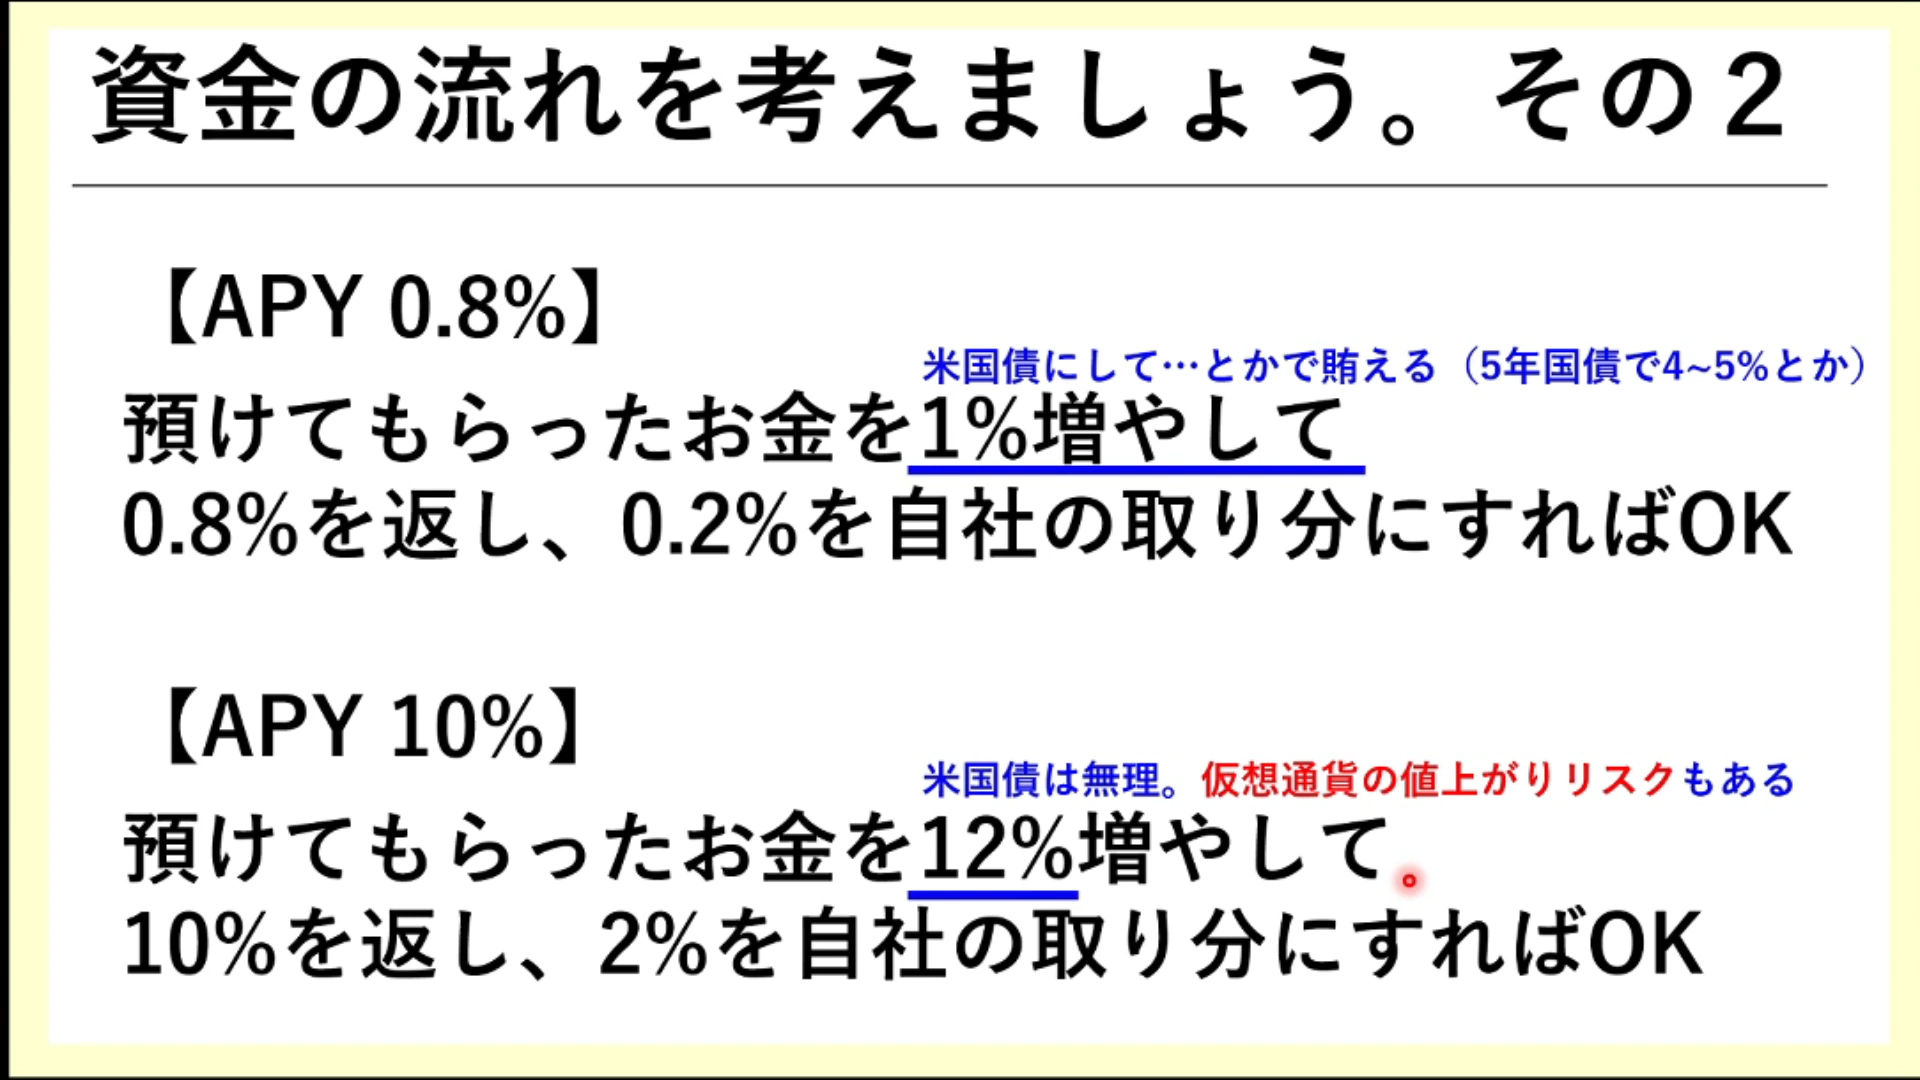 資金の流れを考えましょう。その２
【APY 0.8%】
米国債にして…とかで賄える（5年国債で4~5%とか）
預けてもらったお金を1%増やして
0.8%を返し、0.2%を自社の取り分にすればOK
【APY 10%】
米国債は無理。仮想通貨の値上がりリスクもある
預けてもらったお金を12%増やして。
10%を返し、2%を自社の取り分にすればOK